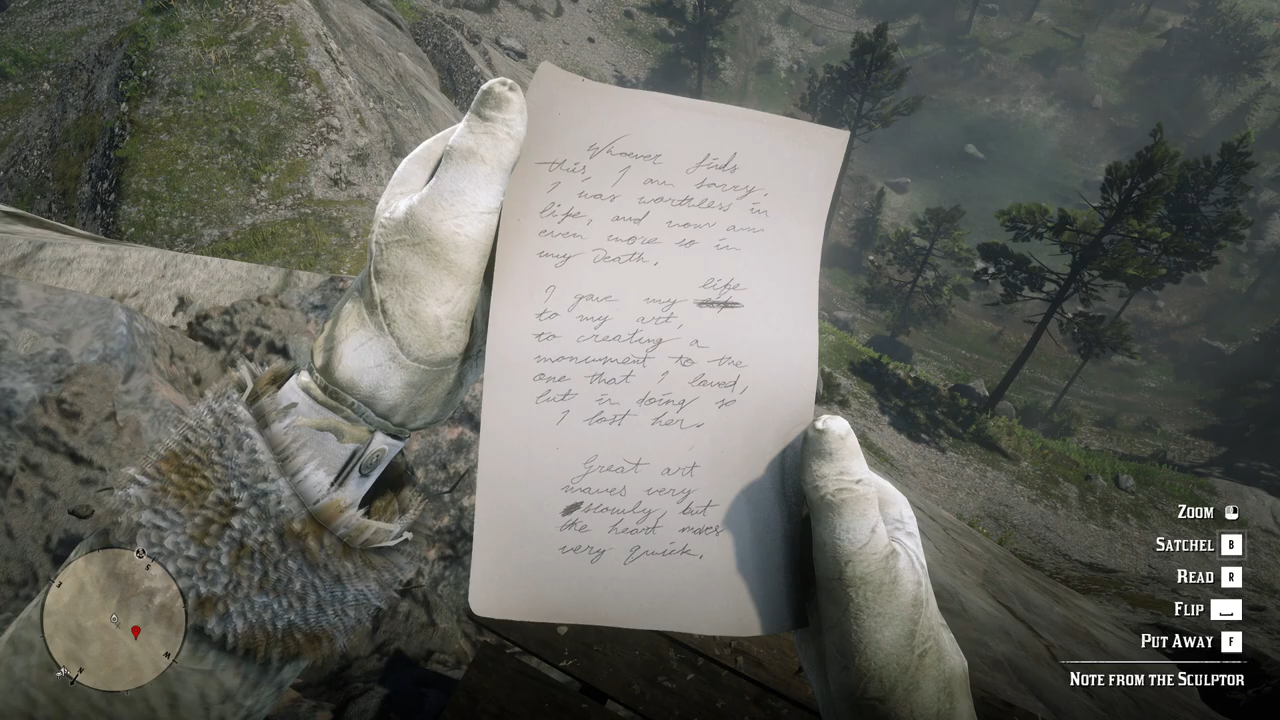 Whoever finds
this, I am sorry.
I was worthless in
life, and now am
even more so in
my Death.
life
I gave my
to my art,
to creating a
monument to the
one that I loved,
but in doing so
I lost her.
Great art
moves very
slowly, but
the heart moves
very quick.
ZOOM
SATCHEL B
READ R
FLIP
PUT AWAY F
NOTE FROM THE SCULPTOR
S
E
W
N